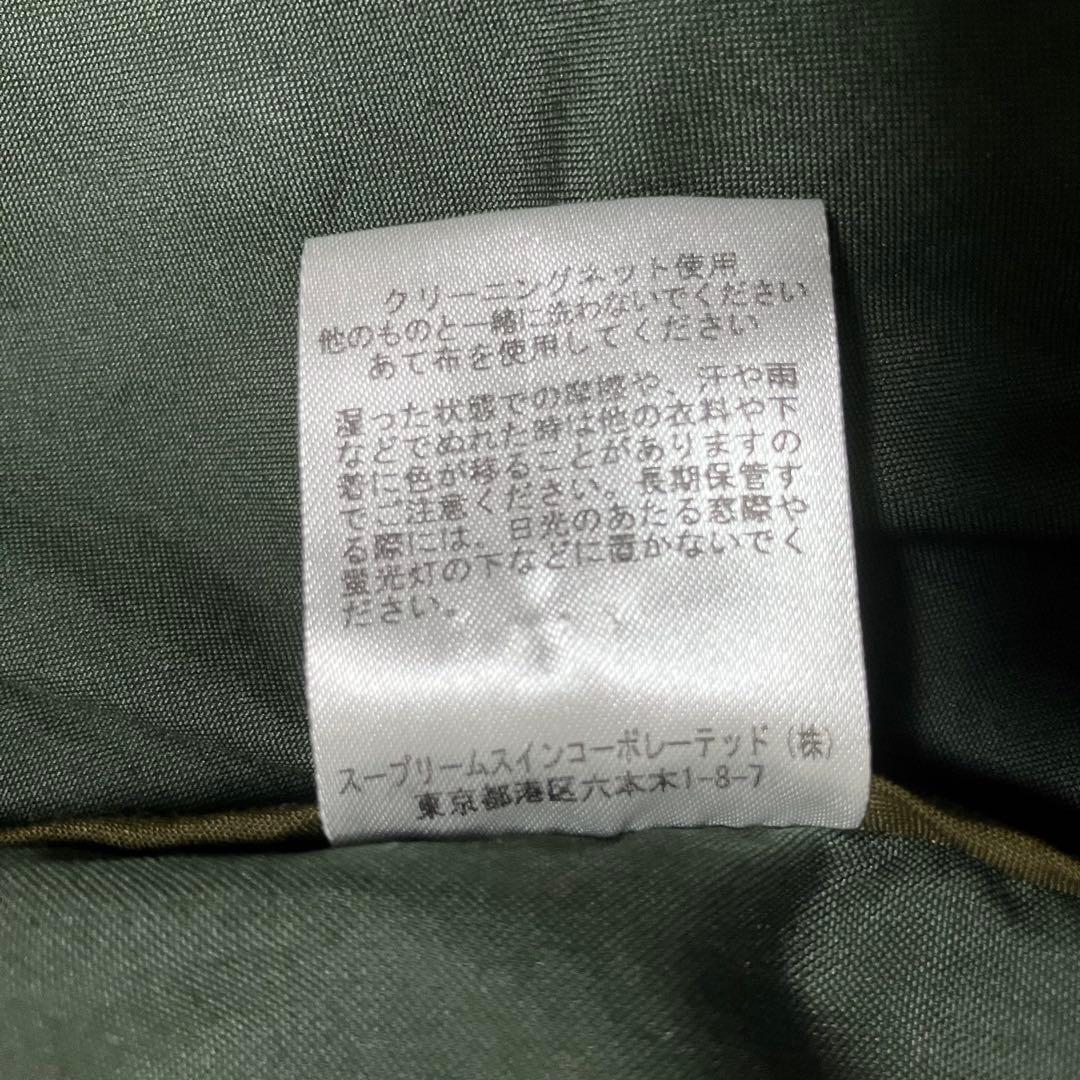 クリーニングネット使用
他のものと一緒に洗わないでください
あて布を使用してください
湿った状態での摩擦や、汗や雨
などでぬれた時は他の衣料や下
着に色が移ることがありますの
でご注意ください。長期保管す
る際には、日光のあたる窓際や
蛍光灯の下などに置かないでく
ださい。
スープリームスインコーポレーテッド（株）
東京都港区六本木1-8-7